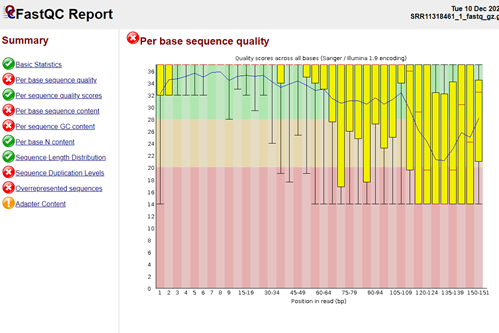 FastQC Report
Tue 10 Dec 202
SRR11318461_1_fastq_gz.g
Summary
Basic Statistics
Per base sequence quality
Per sequence quality scores
Per base sequence content
Per sequence GC content
Per base N content
Sequence Length Distribution
Sequence Duplication Levels
Overrepresented sequences
Adapter Content
Per base sequence quality
Quality scores across all bases (Sanger / Illumina 1.9 encoding)
36
34
32
30
28
26
24
22
20
18
16
14
12
10
8
6
4
2
0
1 2 3 4 5 6 7 8 9 15-19 30-34 45-49 60-64 75-79 90-94 105-109 120-124 135-139 150-151
Position in read (bp)